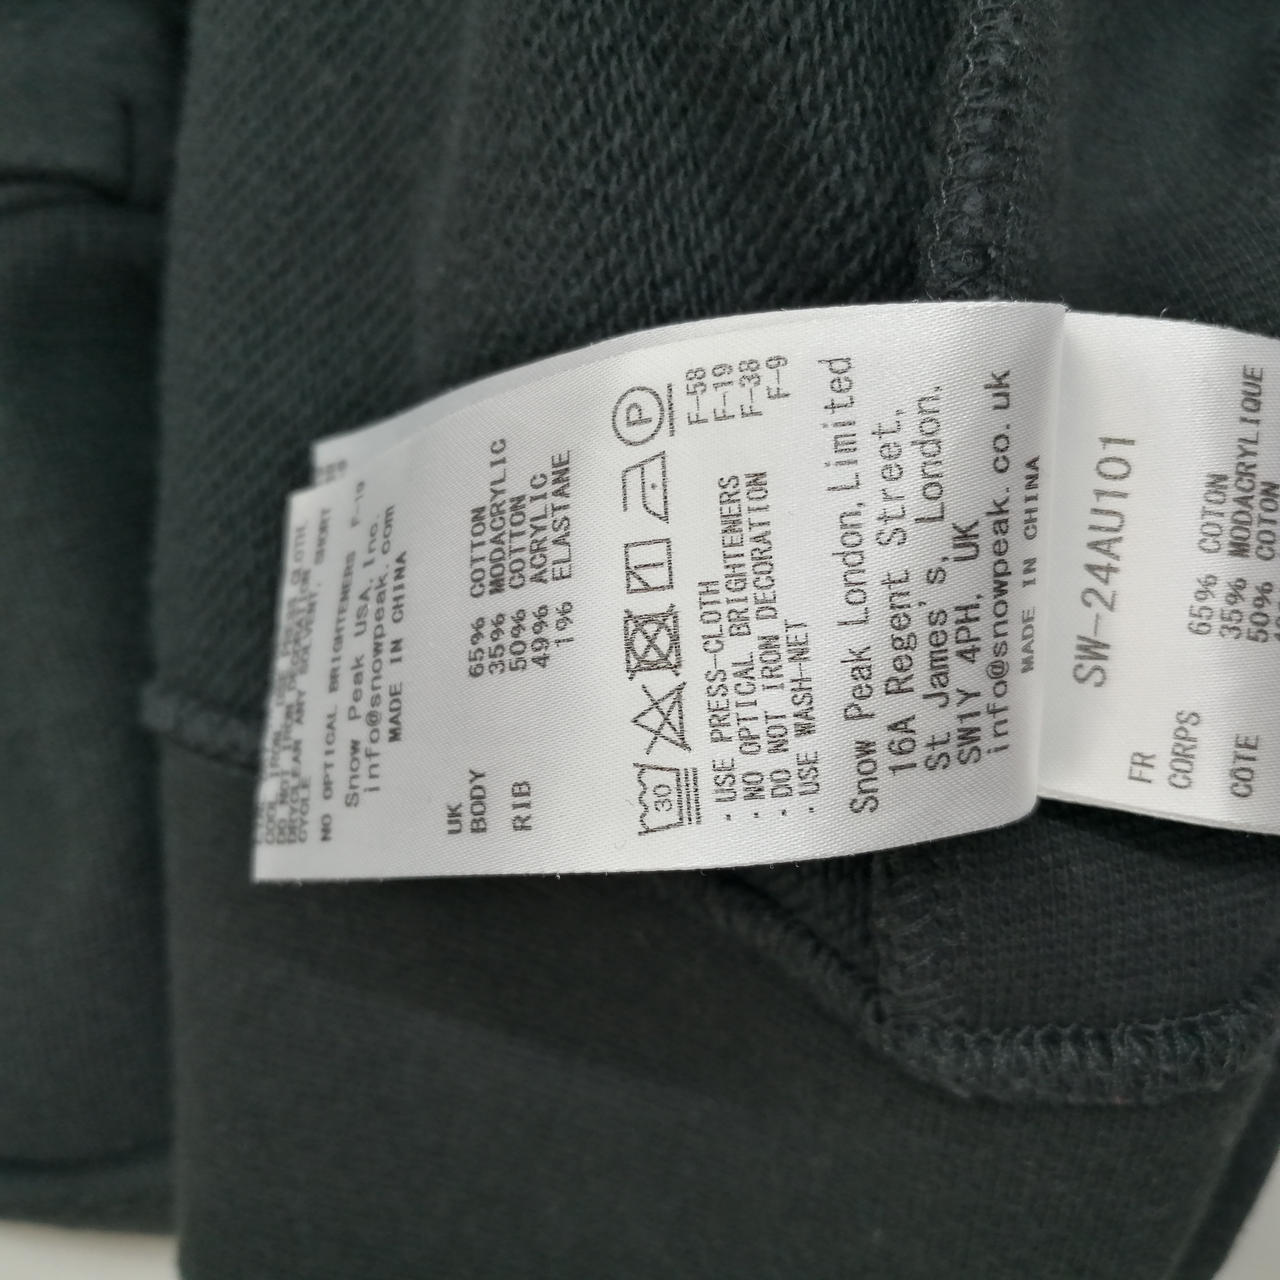 NO OPTICAL BRIGHTENERS F-19
Snow Peak USA, Inc.
info@snowpeak.com
MADE IN CHINA
UK
BODY 65% COTTON
35% MODACRYLIC
RIB 50% COTTON
49% ACRYLIC
1% ELASTANE
30
P
· USE PRESS-CLOTH F-58
· NO OPTICAL BRIGHTENERS F-19
· DO NOT IRON DECORATION F-38
· USE WASH-NET F-9
Snow Peak London, Limited
16A Regent Street,
St James's, London.
SW1Y 4PH, UK
info@snowpeak.co.uk
MADE IN CHINA
SW-24AU101
FR
CORPS 65% COTON
35% MODACRYLIQUE
COTE 50% COTON